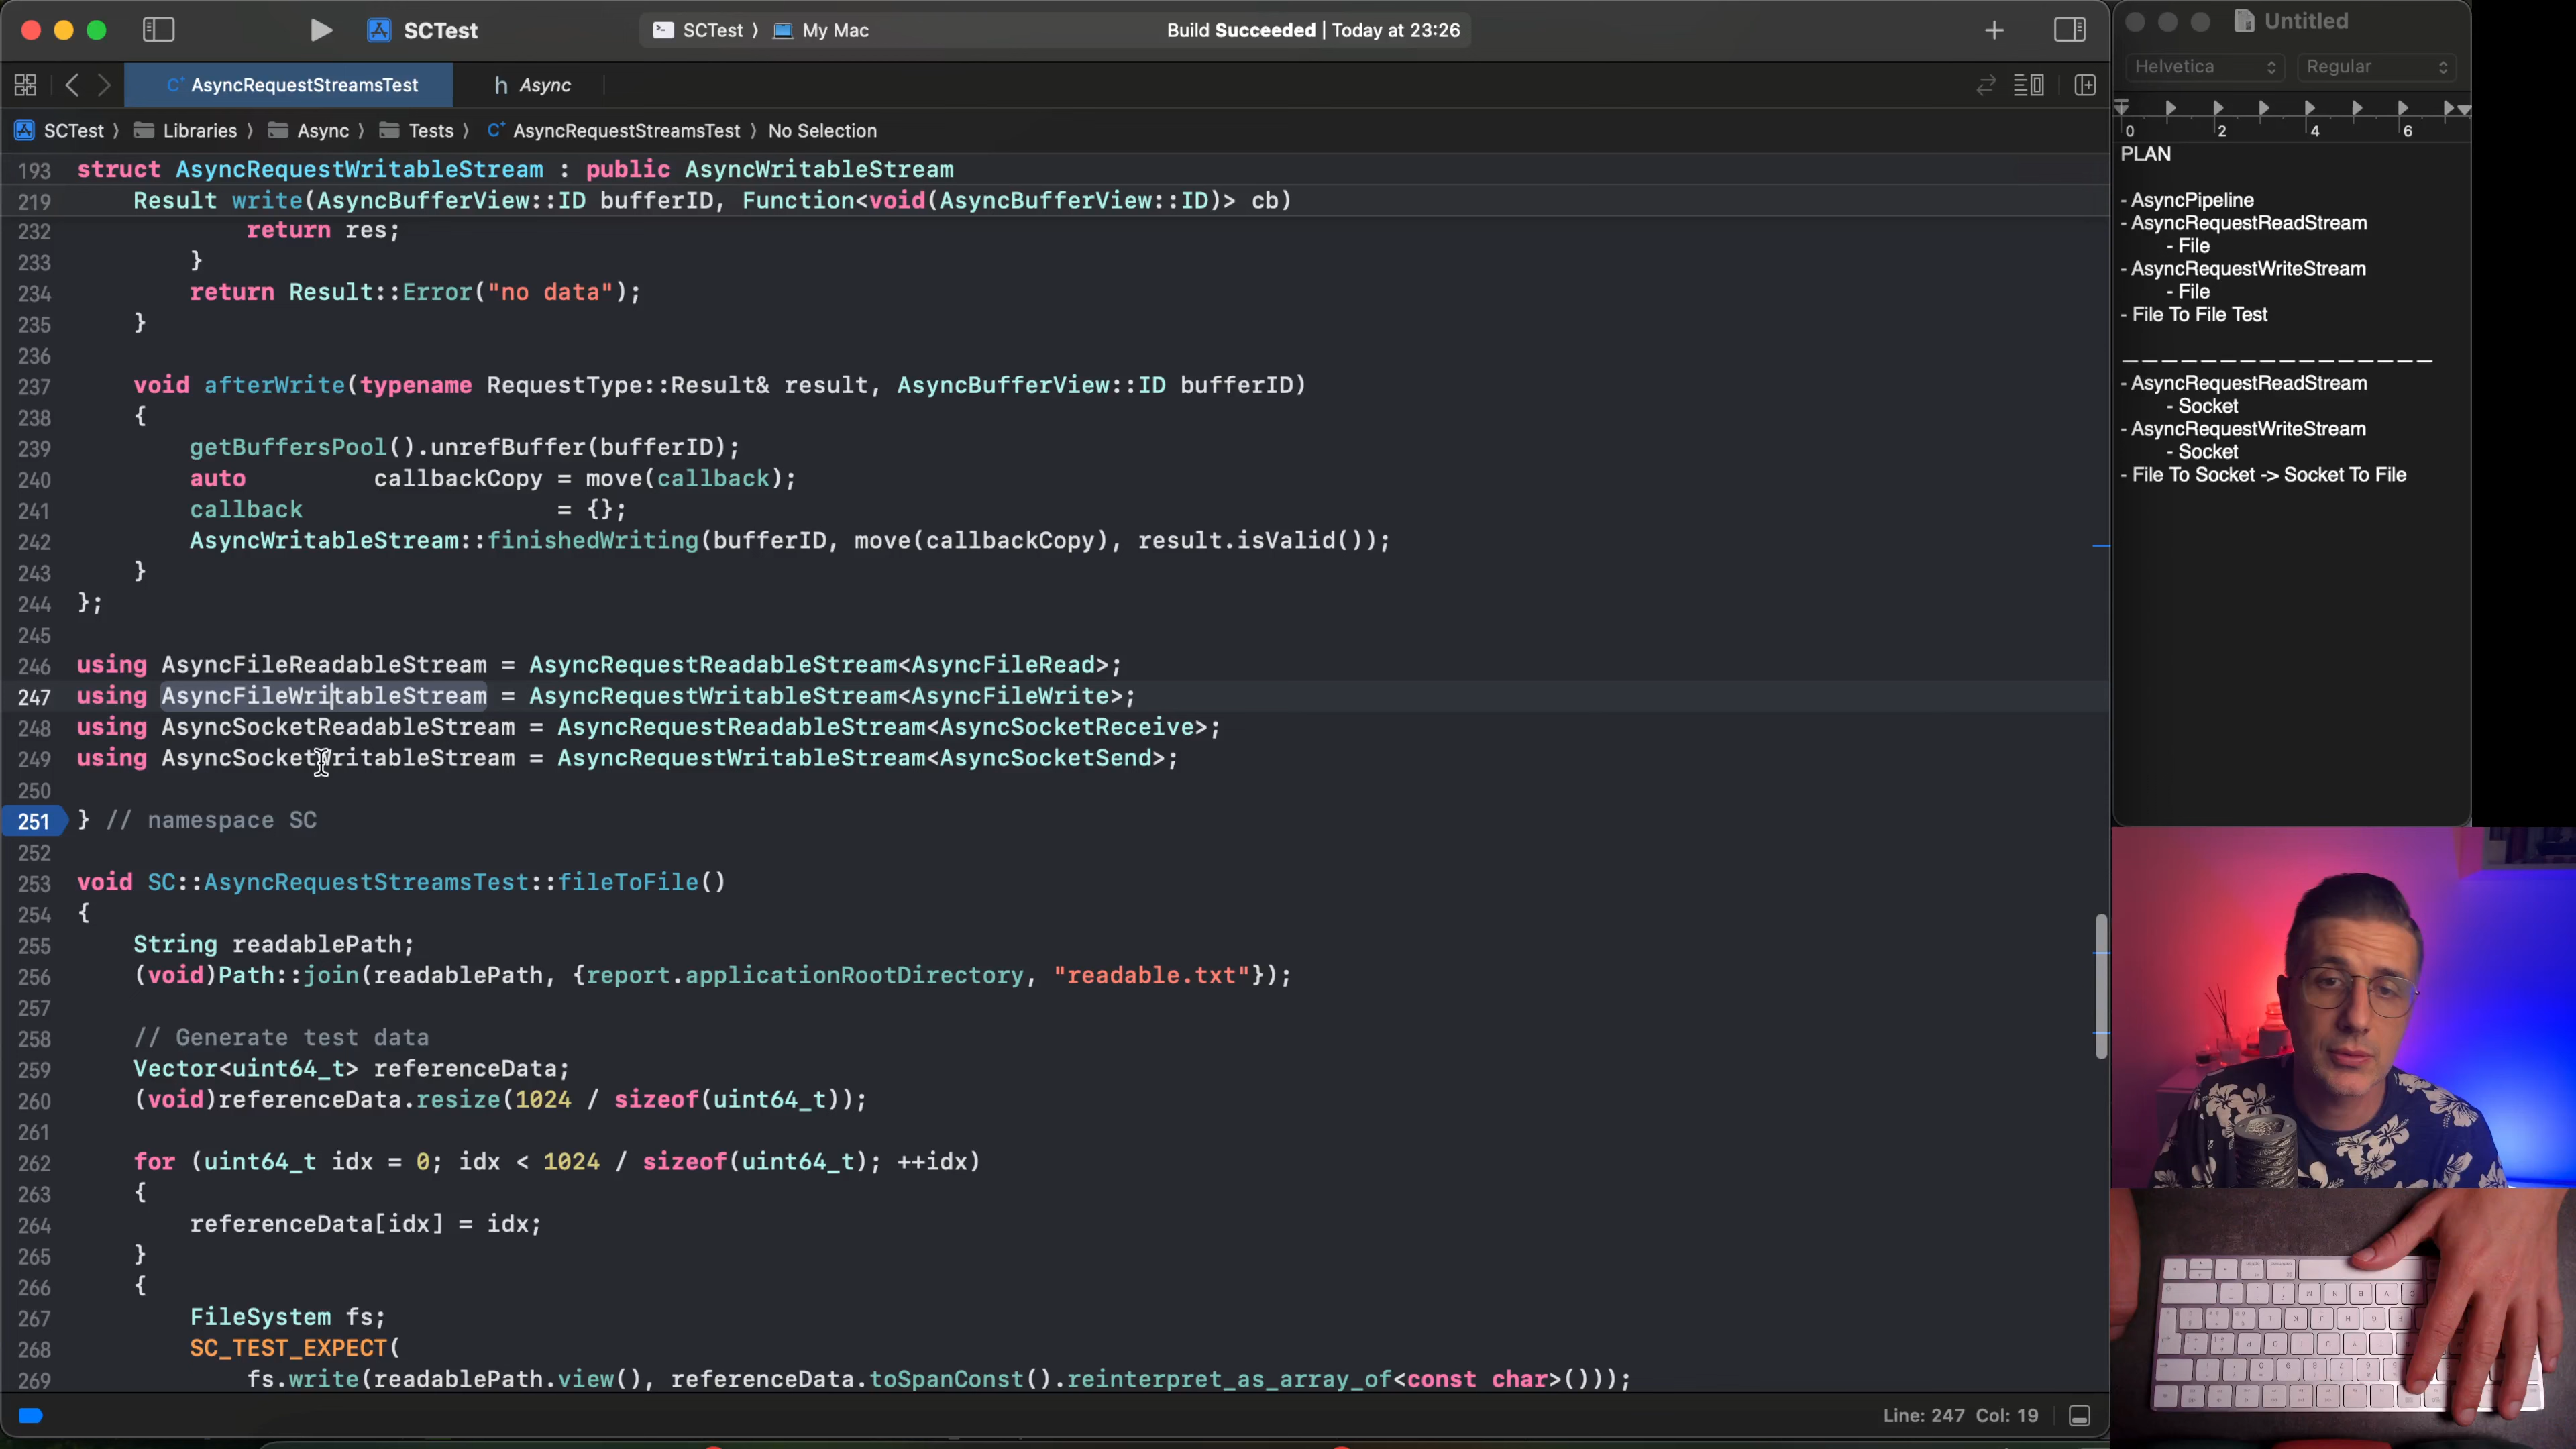 SCTest
SCTest 〉 My Mac
Build Succeeded | Today at 23:26
AsyncRequestStreamsTest
h Async
SCTest 〉 Libraries 〉 Async 〉 Tests 〉 AsyncRequestStreamsTest 〉 No Selection
193 struct AsyncRequestWritableStream : public AsyncWritableStream
219 Result write(AsyncBufferView::ID bufferID, Function<void(AsyncBufferView::ID)> cb)
232 return res;
233 }
234 return Result::Error("no data");
235 }
236
237 void afterWrite(typename RequestType::Result& result, AsyncBufferView::ID bufferID)
238 {
239 getBuffersPool().unrefBuffer(bufferID);
240 auto callbackCopy = move(callback);
241 callback = {};
242 AsyncWritableStream::finishedWriting(bufferID, move(callbackCopy), result.isValid());
243 }
244 };
245
246 using AsyncFileReadableStream = AsyncRequestReadableStream<AsyncFileRead>;
247 using AsyncFileWritableStream = AsyncRequestWritableStream<AsyncFileWrite>;
248 using AsyncSocketReadableStream = AsyncRequestReadableStream<AsyncSocketReceive>;
249 using AsyncSocketWritableStream = AsyncRequestWritableStream<AsyncSocketSend>;
250
251 } // namespace SC
252
253 void SC::AsyncRequestStreamsTest::fileToFile()
254 {
255 String readablePath;
256 (void)Path::join(readablePath, {report.applicationRootDirectory, "readable.txt"});
257
258 // Generate test data
259 Vector<uint64_t> referenceData;
260 (void)referenceData.resize(1024 / sizeof(uint64_t));
261
262 for (uint64_t idx = 0; idx < 1024 / sizeof(uint64_t); ++idx)
263 {
264 referenceData[idx] = idx;
265 }
266 {
267 FileSystem fs;
268 SC_TEST_EXPECT(
269 fs.write(readablePath.view(), referenceData.toSpanConst().reinterpret_as_array_of<const char>()));
Line: 247 Col: 19
Untitled
Helvetica Regular
0 2 4 6
PLAN
- AsyncPipeline
- AsyncRequestReadStream
- File
- AsyncRequestWriteStream
- File
- File To File Test
________________
- AsyncRequestReadStream
- Socket
- AsyncRequestWriteStream
- Socket
- File To Socket -> Socket To File